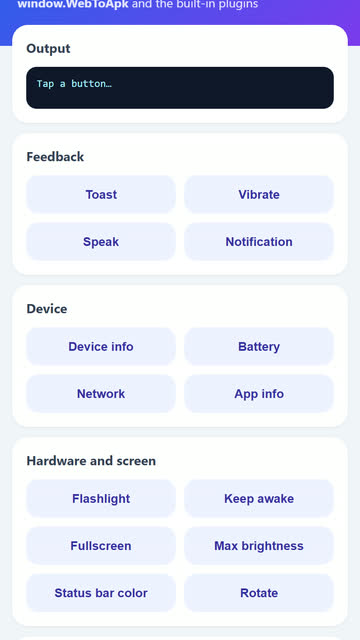 window.WebToApk and the built-in plugins
Output
Tap a button…
Feedback
Toast
Vibrate
Speak
Notification
Device
Device info
Battery
Network
App info
Hardware and screen
Flashlight
Keep awake
Fullscreen
Max brightness
Status bar color
Rotate